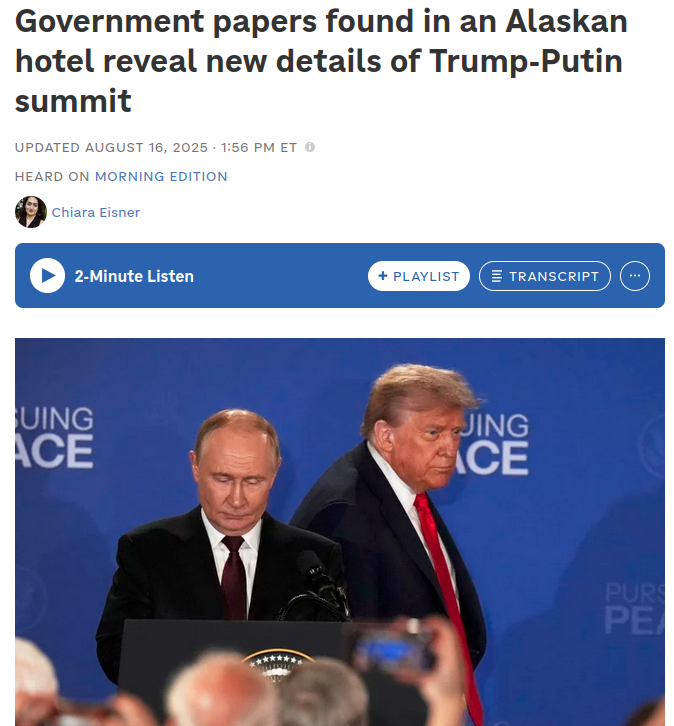 Government papers found in an Alaskan
hotel reveal new details of Trump-Putin
summit
UPDATED AUGUST 16, 2025 · 1:56 PM ET
HEARD ON MORNING EDITION
Chiara Eisner
2-Minute Listen
+ PLAYLIST
TRANSCRIPT
SUING
ACE
UING
ACE
PURS
PEA